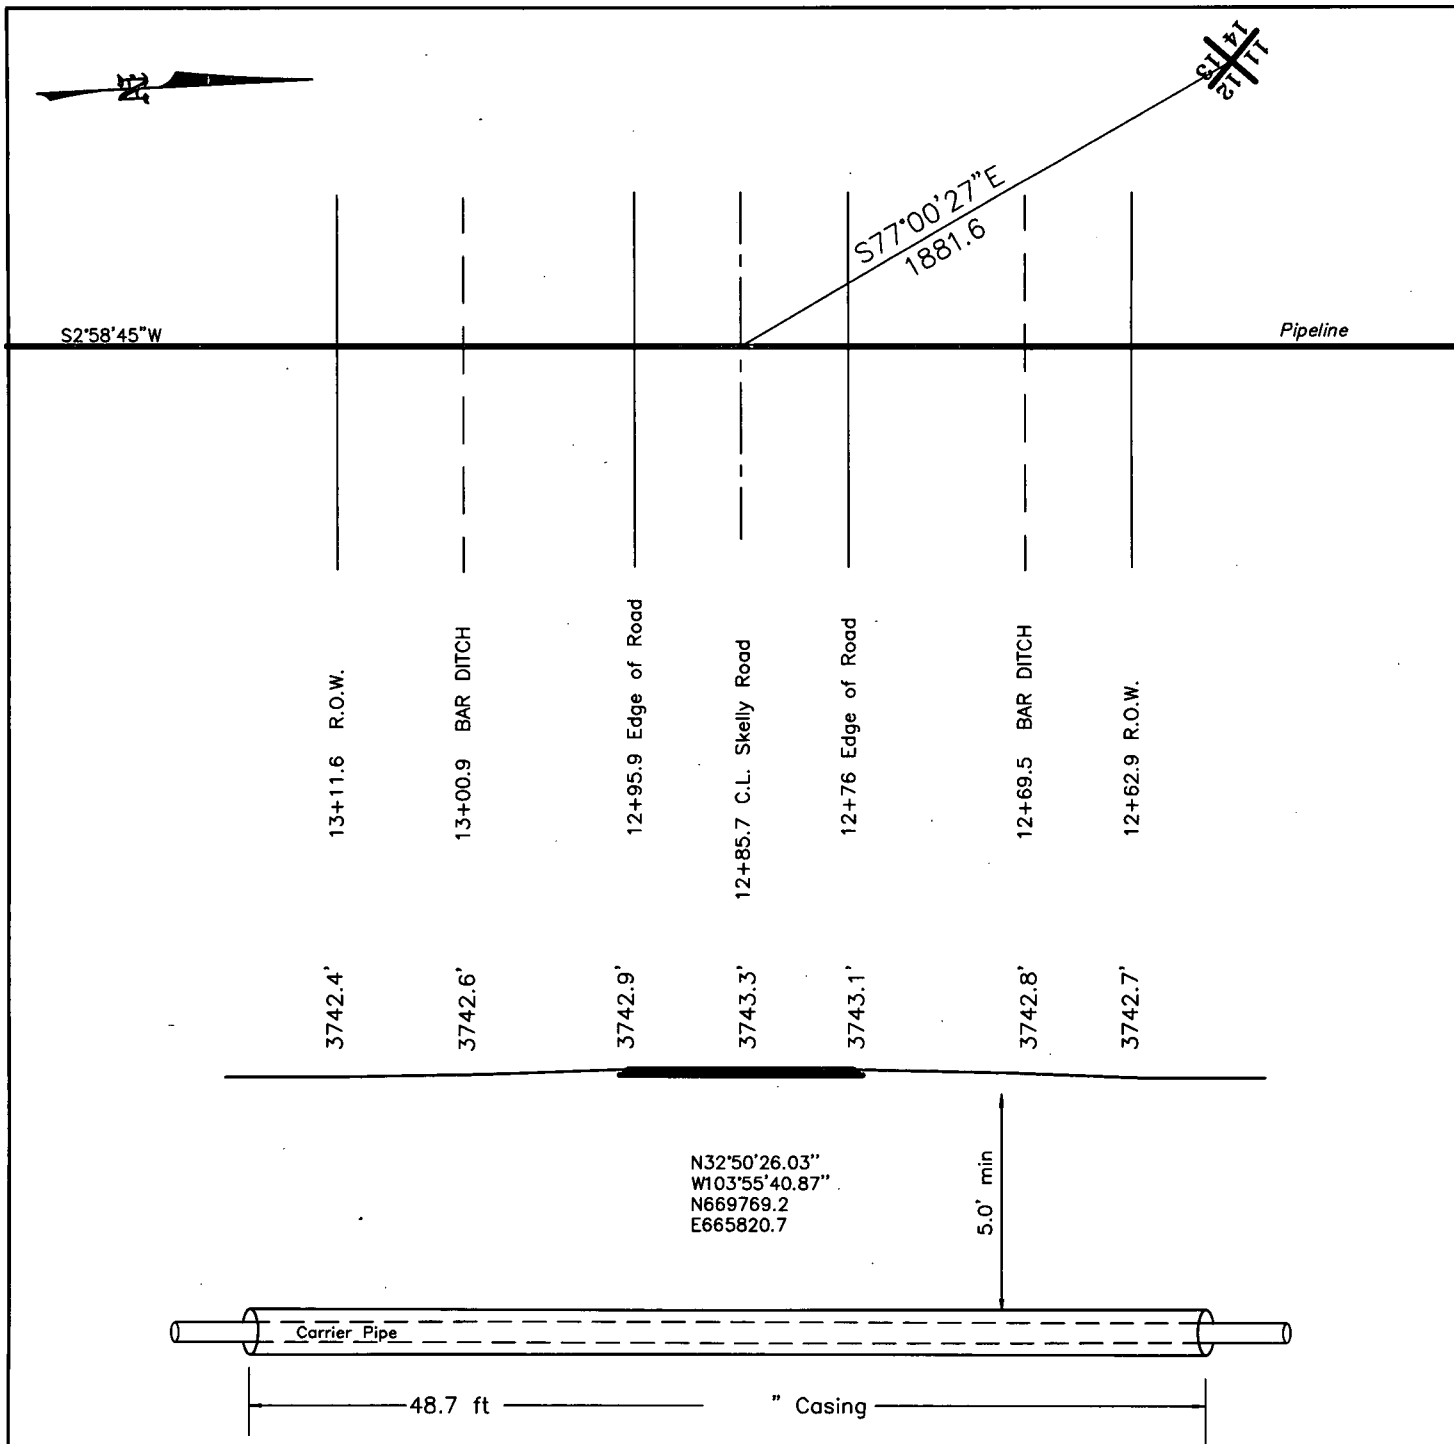 N
14
11
13
12
S77°00'27"E
1881.6
S2°58'45"W
Pipeline
13+11.6 R.O.W.
13+00.9 BAR DITCH
12+95.9 Edge of Road
12+85.7 C.L. Skelly Road
12+76 Edge of Road
12+69.5 BAR DITCH
12+62.9 R.O.W.
3742.4'
3742.6'
3742.9'
3743.3'
3743.1'
3742.8'
3742.7'
N32°50'26.03"
W103°55'40.87"
N669769.2
E665820.7
5.0' min
Carrier Pipe
48.7 ft " Casing